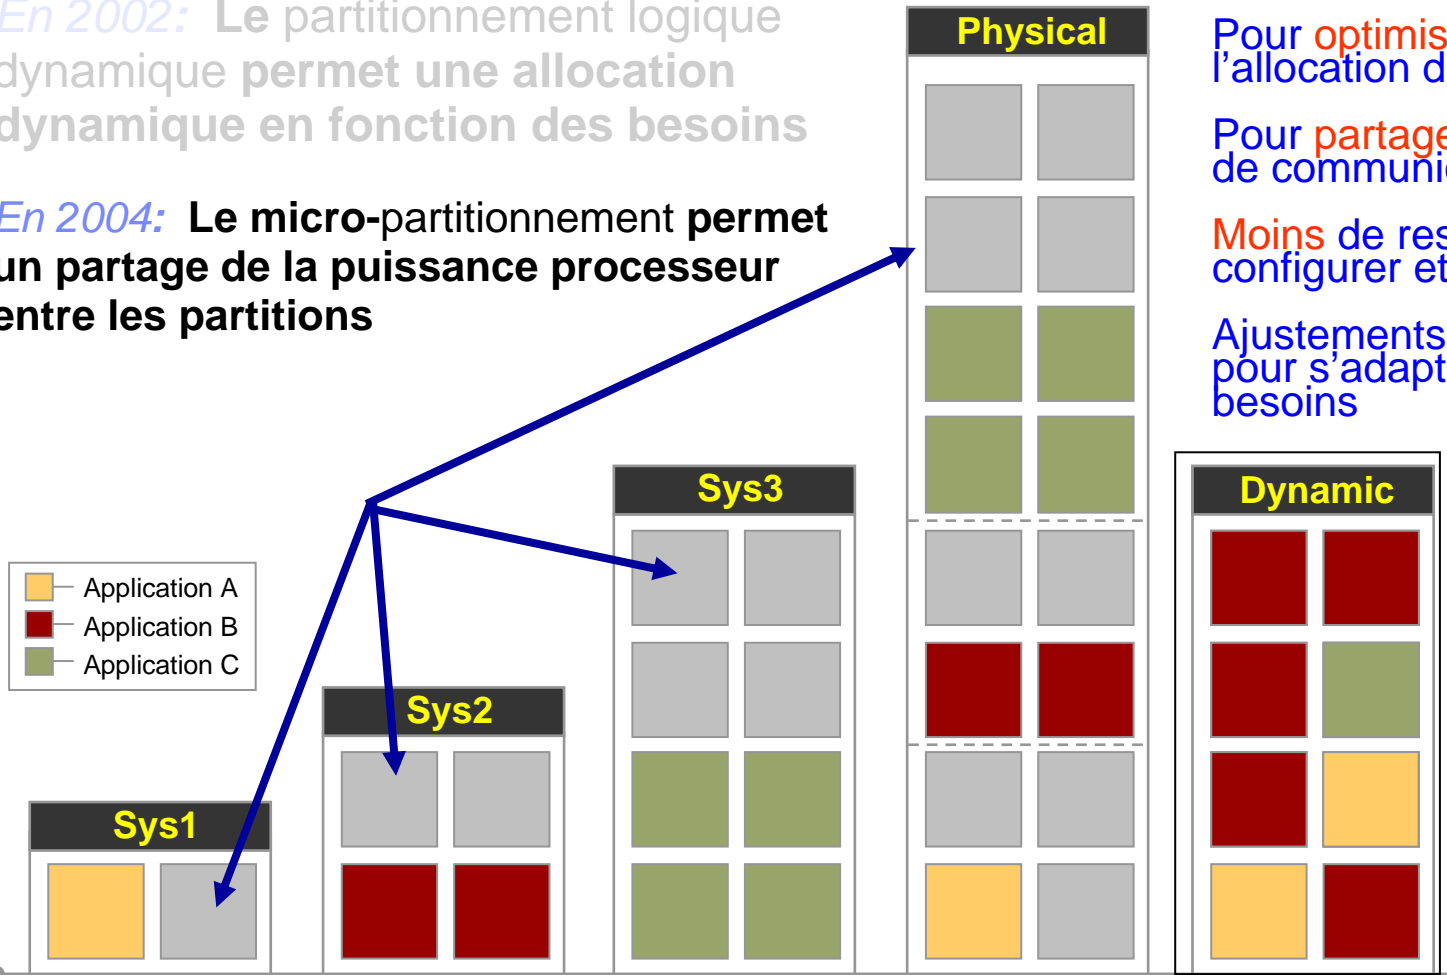 En 2002: Le partitionnement logique
dynamique permet une allocation
dynamique en fonction des besoins
En 2004: Le micro-partitionnement permet
un partage de la puissance processeur
entre les partitions
Physical
Pour optimis
l'allocation d
Pour partage
de communi
Moins de res
configurer et
Ajustements
pour s'adapt
besoins
Sys3
Dynamic
Application A
Application B
Application C
Sys2
Sys1